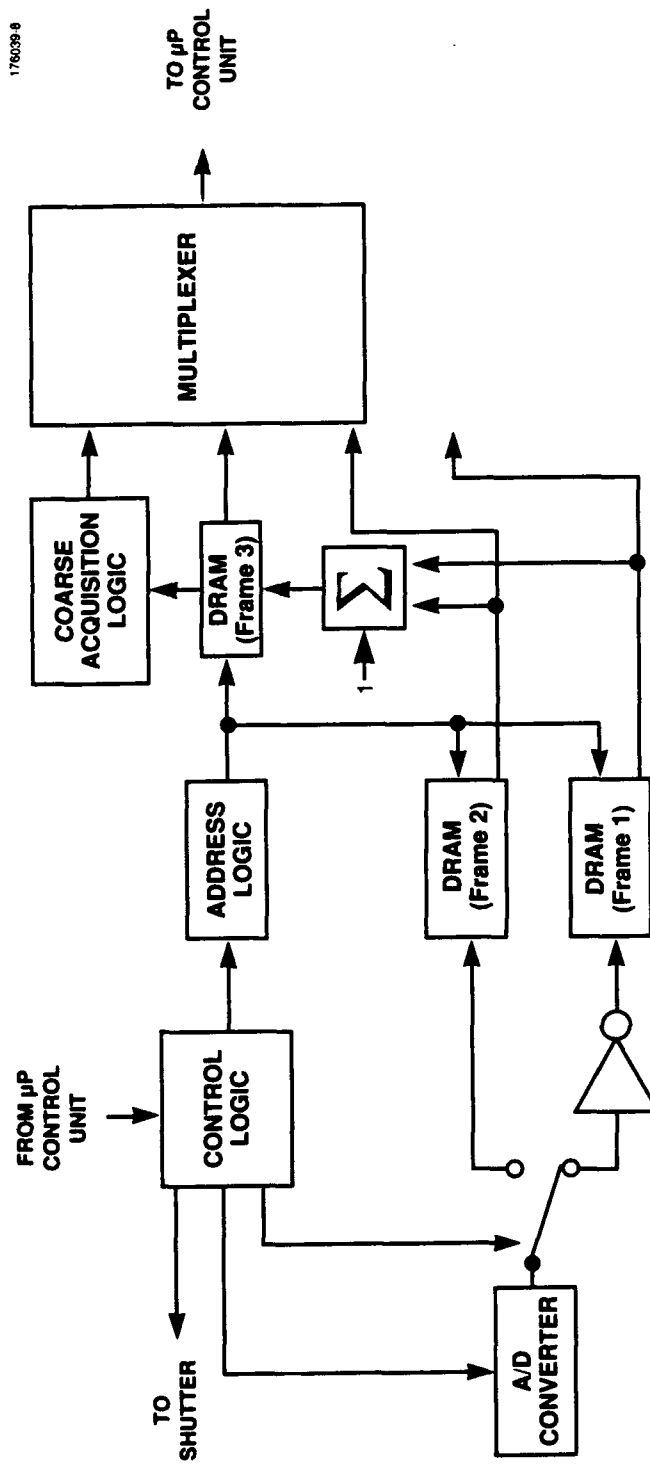 176039-8
FROM µP
CONTROL
UNIT
TO
SHUTTER
CONTROL
LOGIC
ADDRESS
LOGIC
COARSE
ACQUISITION
LOGIC
DRAM
(Frame 3)
MULTIPLEXER
TO µP
CONTROL
UNIT
1
Σ
DRAM
(Frame 2)
DRAM
(Frame 1)
A/D
CONVERTER